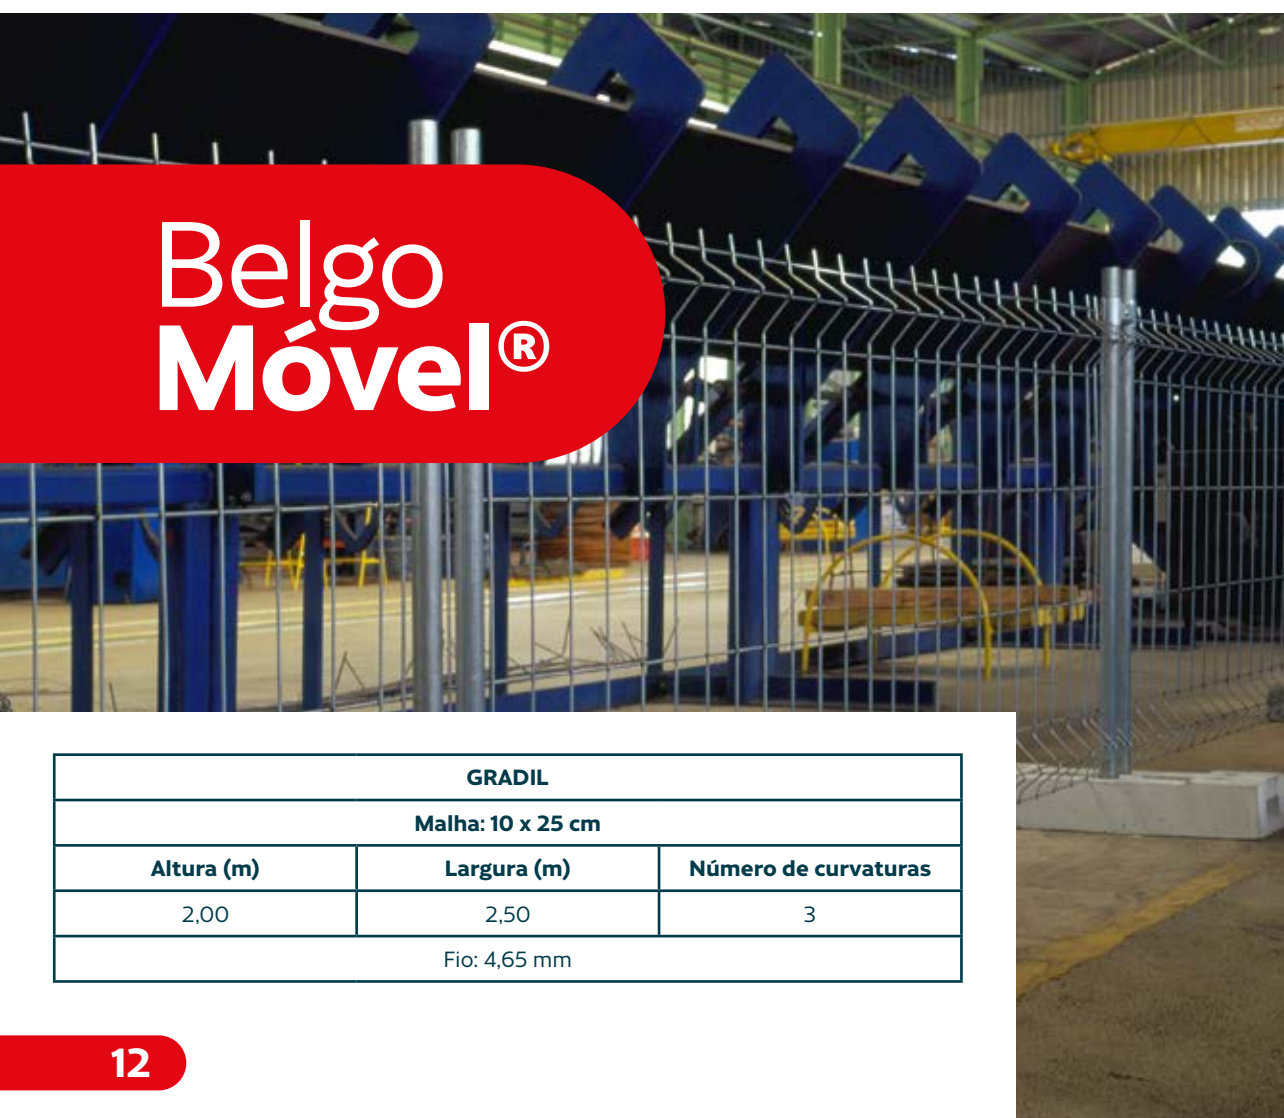 Belgo
Móvel®
GRADIL
Malha: 10 x 25 cm
Altura (m) Largura (m) Número de curvaturas
2,00 2,50 3
Fio: 4,65 mm
12